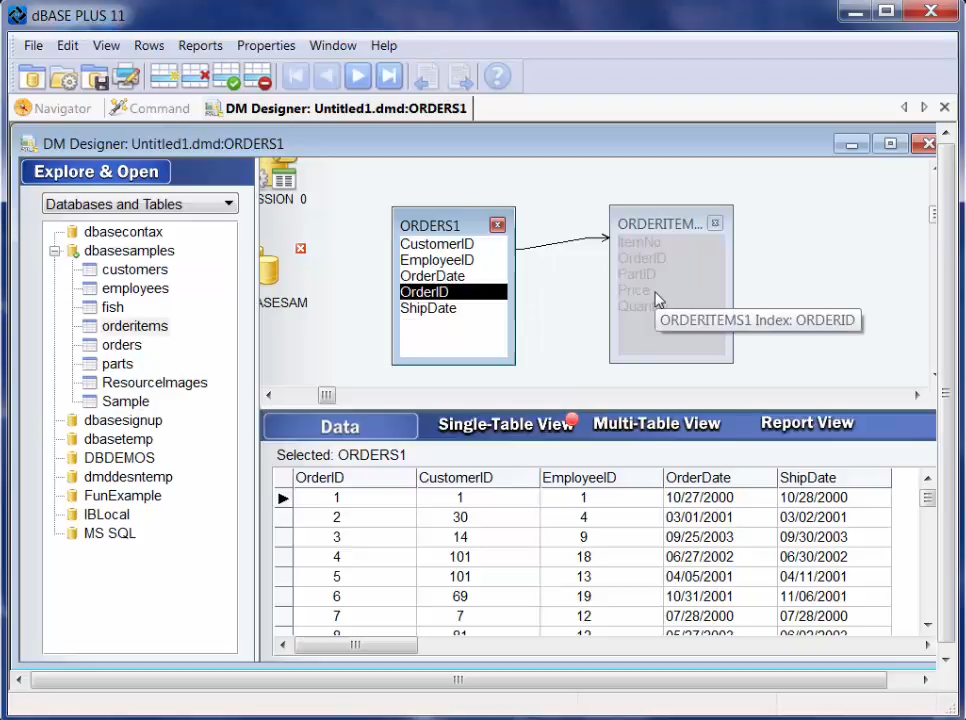 dBASE PLUS 11
File Edit View Rows Reports Properties Window Help
Navigator Command DM Designer: Untitled1.dmd:ORDERS1
DM Designer: Untitled1.dmd:ORDERS1
Explore & Open
Databases and Tables
dbasecontax
dbasesamples
customers
employees
fish
orderitems
orders
parts
ResourceImages
Sample
dbasesignup
dbasetemp
DBDEMOS
dmddesntemp
FunExample
IBLocal
MS SQL
SSION 0
ASESAM
ORDERS1
CustomerID
EmployeeID
OrderDate
OrderID
ShipDate
ORDERITEM...
ItemNo
OrderID
PartID
Price
Quan
ORDERITEMS1 Index: ORDERID
Data Single-Table View Multi-Table View Report View
Selected: ORDERS1
OrderID CustomerID EmployeeID OrderDate ShipDate
1 1 1 10/27/2000 10/28/2000
2 30 4 03/01/2001 03/02/2001
3 14 9 09/25/2003 09/30/2003
4 101 18 06/27/2002 06/30/2002
5 101 13 04/05/2001 04/11/2001
6 69 19 10/31/2001 11/06/2001
7 7 12 07/28/2000 07/28/2000